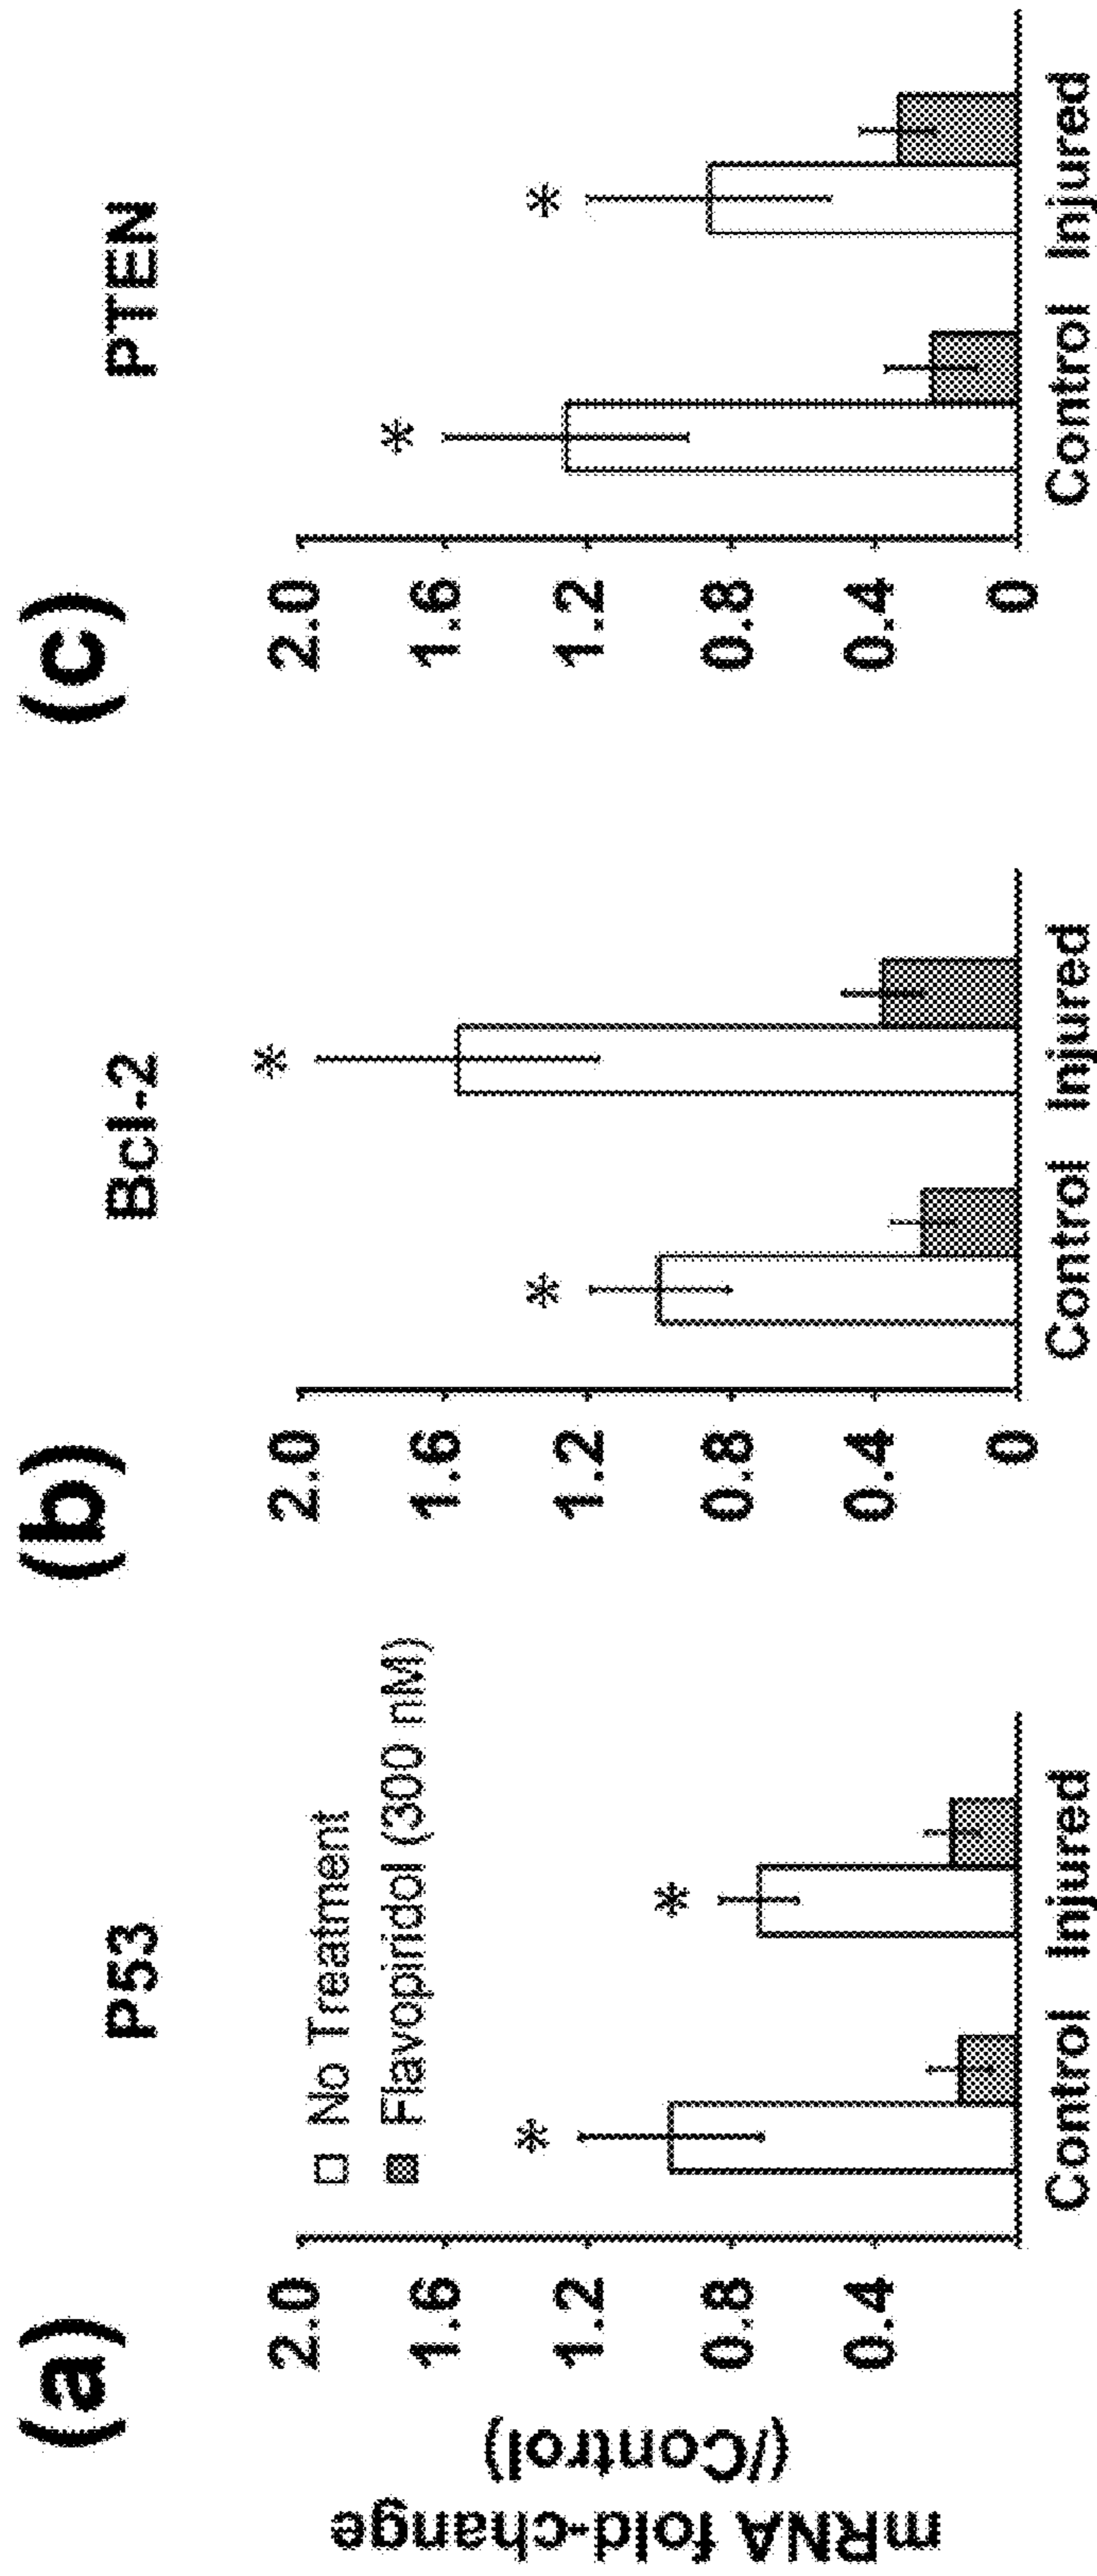 (a)
P53
mRNA fold-change
(/Control)
2.0
1.6
1.2
0.8
0.4
No Treatment
Flavopiridol (300 nM)
*
*
Control Injured
(b)
Bcl-2
2.0
1.6
1.2
0.8
0.4
0
*
*
Control Injured
(c)
PTEN
2.0
1.6
1.2
0.8
0.4
0
*
*
Control Injured